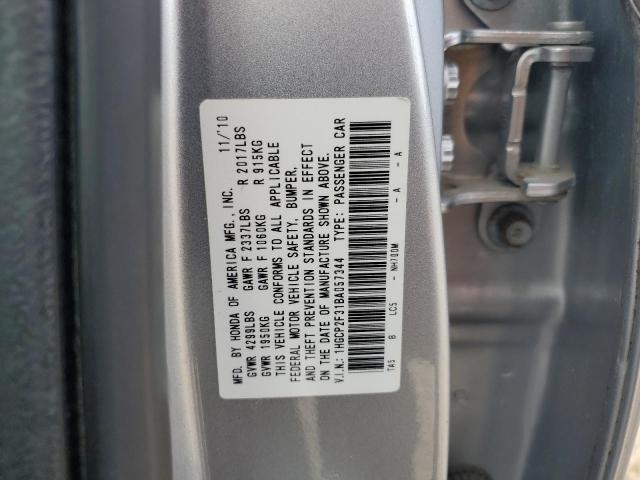 MFD. BY HONDA OF AMERICA MFG., INC. 11/'10
GVWR 4299LBS GAWR F 2337LBS R 2017LBS
GVWR 1950KG GAWR F 1060KG R 915KG
THIS VEHICLE CONFORMS TO ALL APPLICABLE
FEDERAL MOTOR VEHICLE SAFETY, BUMPER,
AND THEFT PREVENTION STANDARDS IN EFFECT
ON THE DATE OF MANUFACTURE SHOWN ABOVE.
V.I.N.: 1HGCP2F31BA057344 TYPE: PASSENGER CAR
TA5 B LC5 - NH700M - A - A